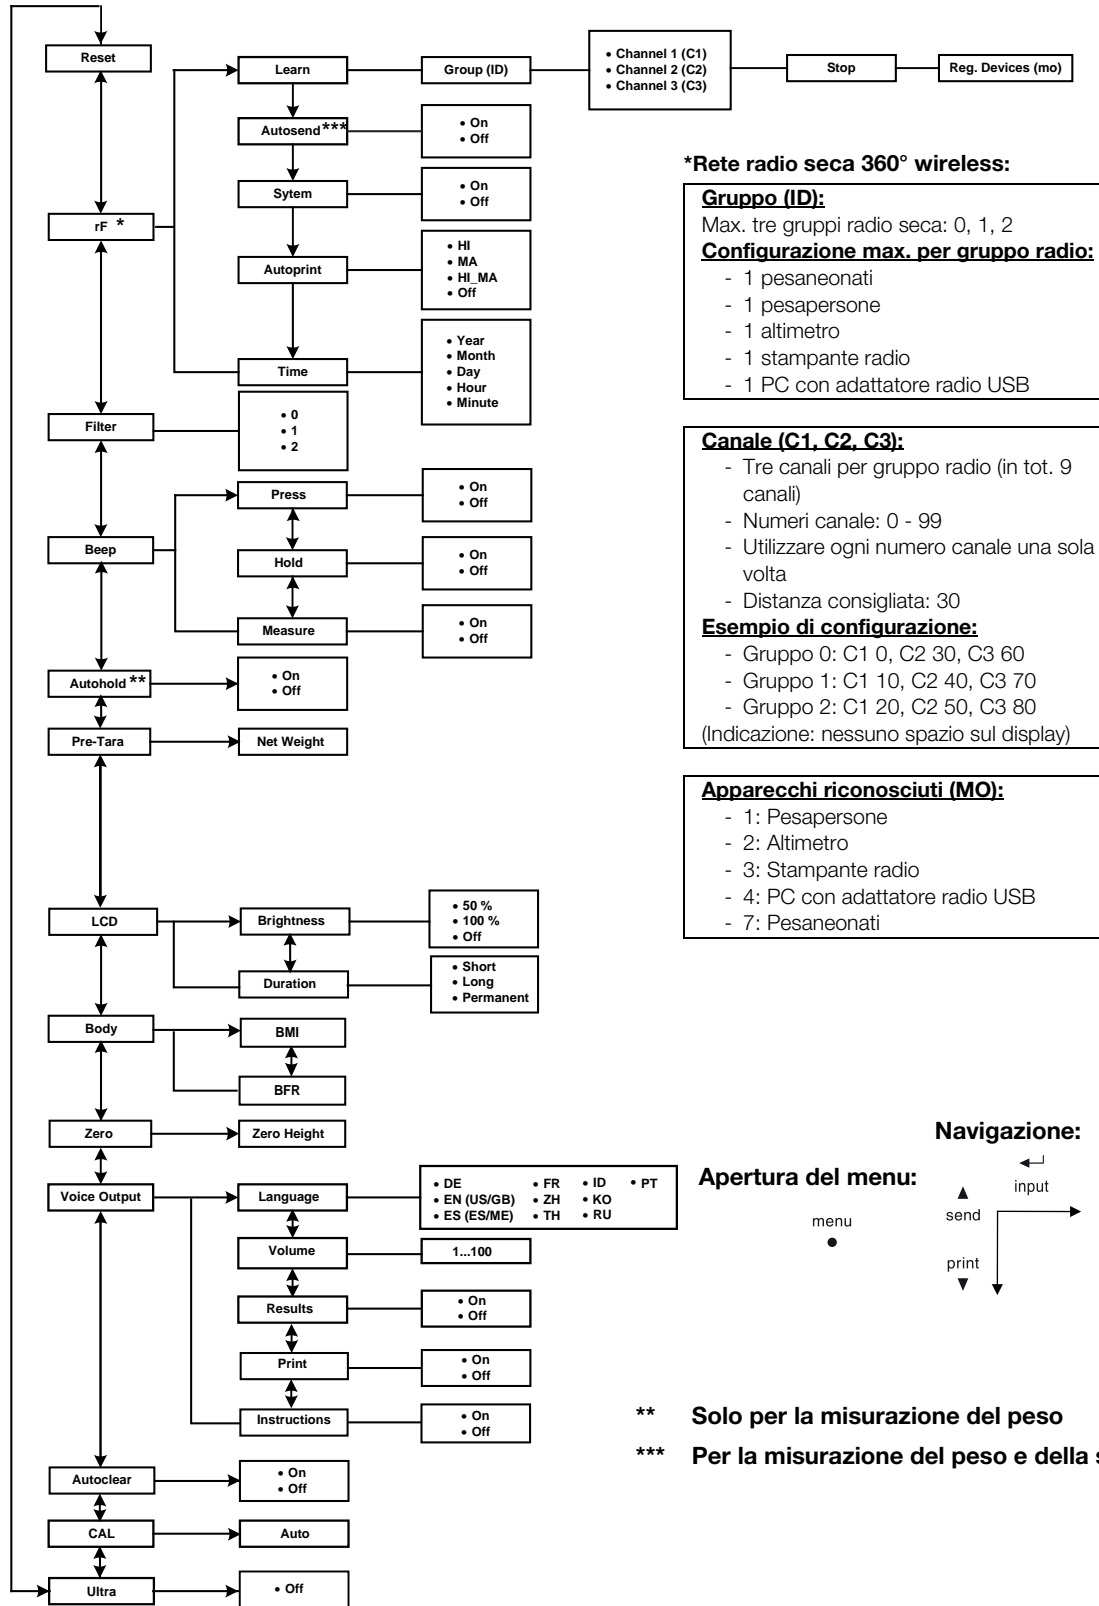 Reset
Learn
Group (ID)
• Channel 1 (C1)
• Channel 2 (C2)
• Channel 3 (C3)
Stop
Reg. Devices (mo)
Autosend ***
• On
• Off
Sytem
• On
• Off
rF *
Autoprint
• HI
• MA
• HI_MA
• Off
Time
• Year
• Month
• Day
• Hour
• Minute
Filter
• 0
• 1
• 2
Beep
Press
• On
• Off
Hold
• On
• Off
Measure
• On
• Off
Autohold **
• On
• Off
Pre-Tara
Net Weight
LCD
Brightness
• 50 %
• 100 %
• Off
Duration
• Short
• Long
• Permanent
Body
BMI
BFR
Zero
Zero Height
Voice Output
Language
• DE • FR • ID • PT
• EN (US/GB) • ZH • KO
• ES (ES/ME) • TH • RU
Volume
1...100
Results
• On
• Off
Print
• On
• Off
Instructions
• On
• Off
Autoclear
• On
• Off
CAL
Auto
Ultra
• Off
*Rete radio seca 360° wireless:
Gruppo (ID):
Max. tre gruppi radio seca: 0, 1, 2
Configurazione max. per gruppo radio:
- 1 pesaneonati
- 1 pesapersone
- 1 altimetro
- 1 stampante radio
- 1 PC con adattatore radio USB
Canale (C1, C2, C3):
- Tre canali per gruppo radio (in tot. 9
canali)
- Numeri canale: 0 - 99
- Utilizzare ogni numero canale una sola
volta
- Distanza consigliata: 30
Esempio di configurazione:
- Gruppo 0: C1 0, C2 30, C3 60
- Gruppo 1: C1 10, C2 40, C3 70
- Gruppo 2: C1 20, C2 50, C3 80
(Indicazione: nessuno spazio sul display)
Apparecchi riconosciuti (MO):
- 1: Pesapersone
- 2: Altimetro
- 3: Stampante radio
- 4: PC con adattatore radio USB
- 7: Pesaneonati
Navigazione:
Apertura del menu:
menu
input
send
print
** Solo per la misurazione del peso
*** Per la misurazione del peso e della